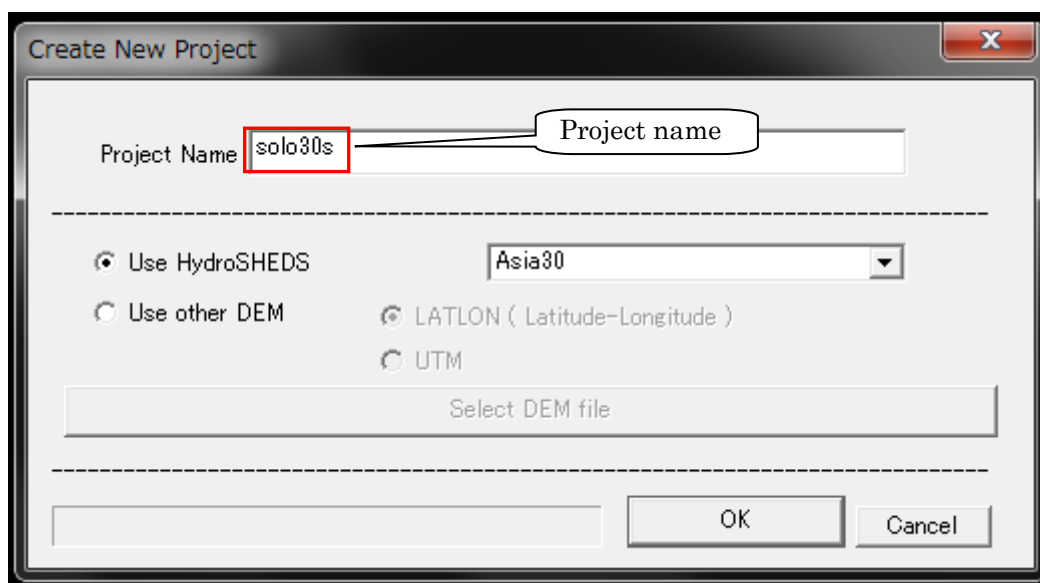 Create New Project
Project name
Project Name solo30s
Use HydroSHEDS Asia30
Use other DEM LATLON ( Latitude-Longitude )
UTM
Select DEM file
OK Cancel